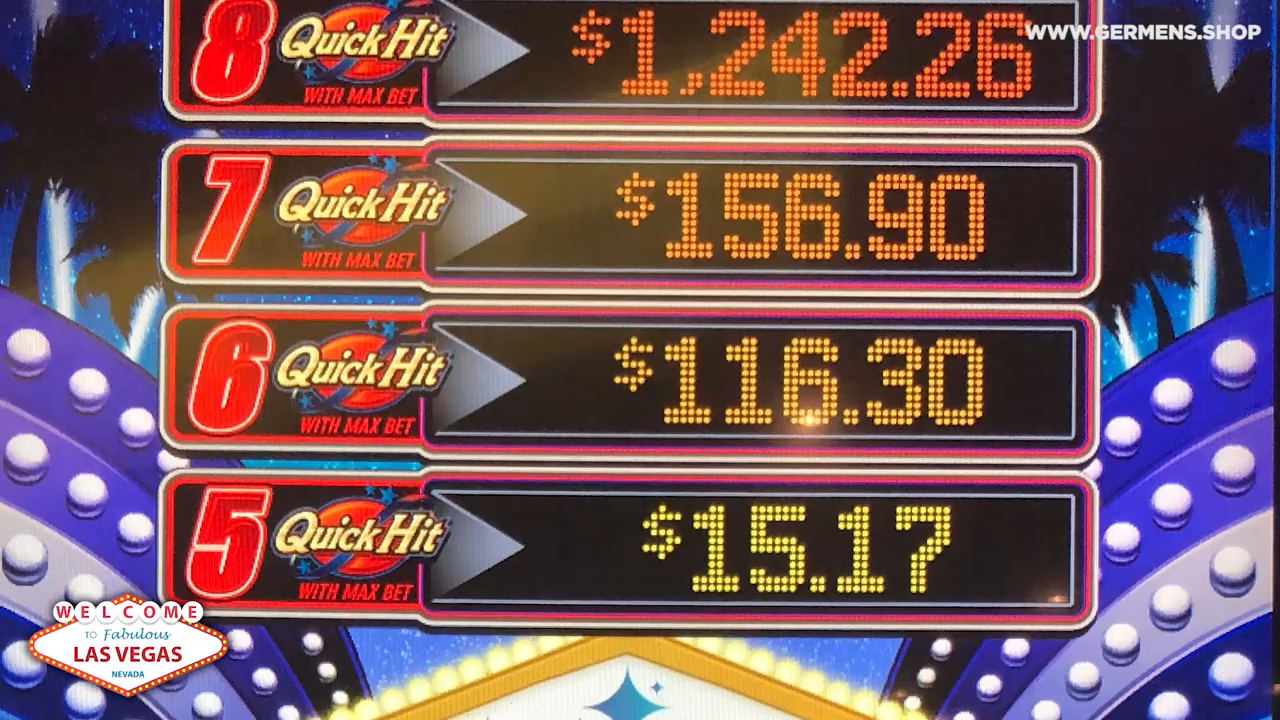 WWW.GERMENS.SHOP
8 Quick Hit $1,242.26
WITH MAX BET
7 Quick Hit $156.90
WITH MAX BET
6 Quick Hit $116.30
WITH MAX BET
5 Quick Hit $15.17
WITH MAX BET
WELCOME
TO Fabulous
LAS VEGAS
NEVADA